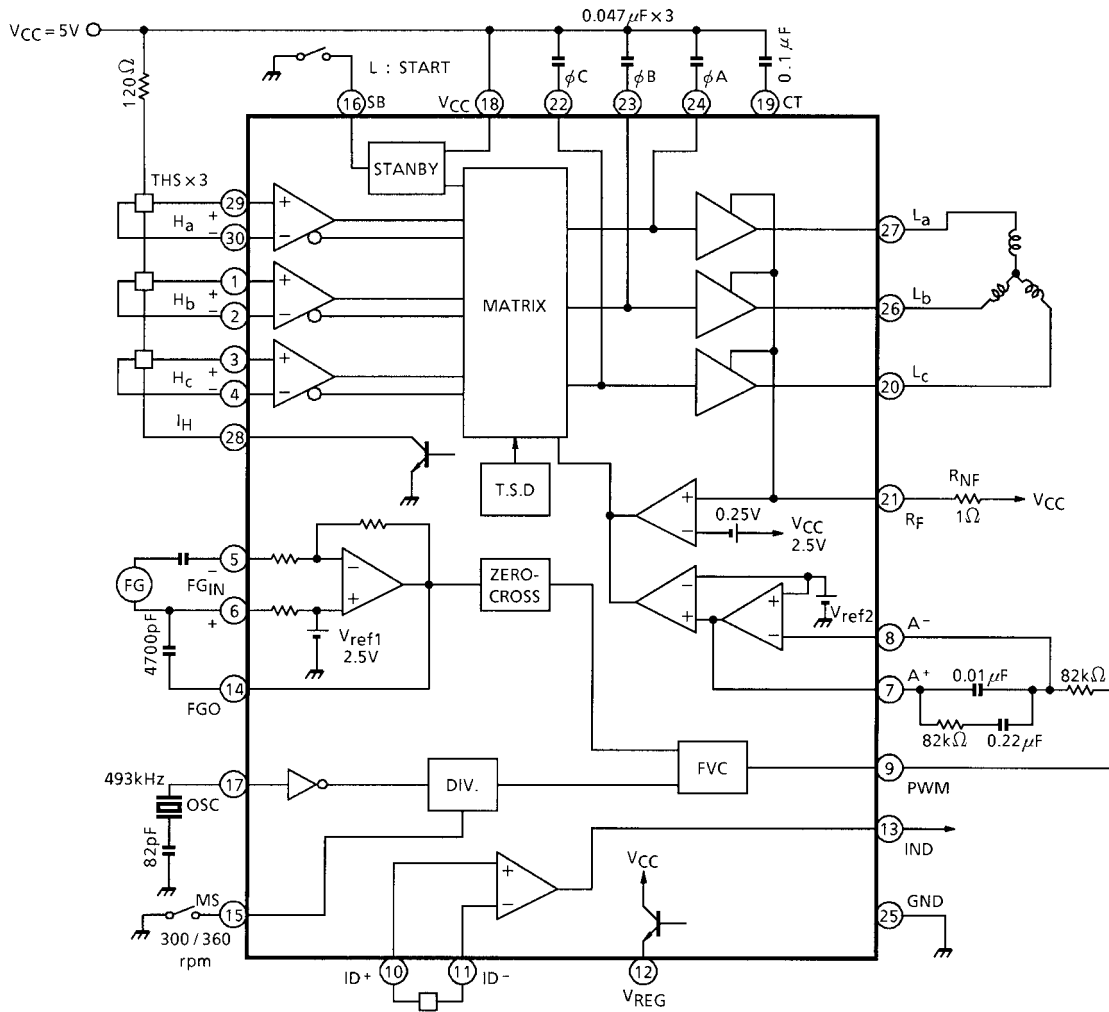 VCC = 5V
0.047μF × 3
0.1μF
120Ω
L : START
φC
φB
φA
16 SB
VCC 18
22
23
24
19 CT
STANBY
THS × 3
29
Ha + −
30
1
Hb + −
2
3
Hc + −
4
IH
28
+
−
+
−
+
−
MATRIX
T.S.D
27 La
26 Lb
20 Lc
21
RF
RNF
1Ω
VCC
+
−
0.25V
VCC
2.5V
FG
5
−
FGIN
6
+
4700pF
14
FGO
−
+
Vref1
2.5V
ZERO-
CROSS
−
+
+
−
Vref2
A−
8
A+
7
0.01μF
82kΩ
82kΩ
0.22μF
493kHz
17
OSC
82pF
DIV.
FVC
9
PWM
13
IND
MS
15
300 / 360
rpm
+
−
VCC
25 GND
ID+ 10
11 ID−
12
VREG